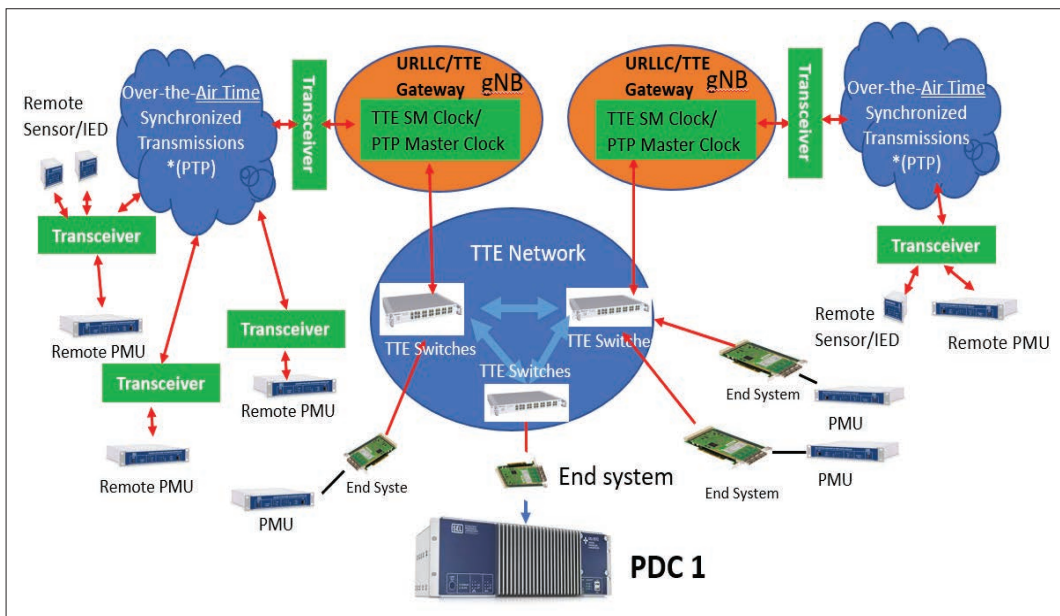 Remote
Sensor/IED
Over-the-Air Time
Synchronized
Transmissions
*(PTP)
Transceiver
URLLC/TTE
Gateway gNB
TTE SM Clock/
PTP Master Clock
URLLC/TTE
Gateway gNB
TTE SM Clock/
PTP Master Clock
Transceiver
Over-the-Air Time
Synchronized
Transmissions
*(PTP)
Transceiver
Remote PMU
Transceiver
Remote PMU
Transceiver
Remote PMU
TTE Network
TTE Switches
TTE Switche
TTE Switches
Transceiver
Remote
Sensor/IED
Remote PMU
End System
PMU
End System
PMU
End Syste
PMU
End system
SEL
PDC 1